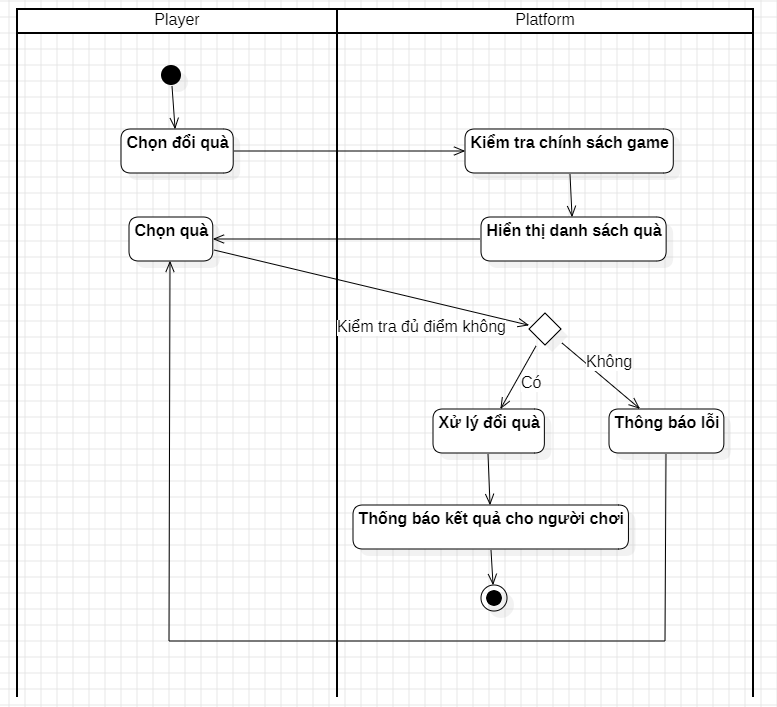 Player
Platform
Chọn đổi quà
Kiểm tra chính sách game
Chọn quà
Hiển thị danh sách quà
Kiểm tra đủ điểm không
Không
Có
Xử lý đổi quà
Thông báo lỗi
Thống báo kết quả cho người chơi